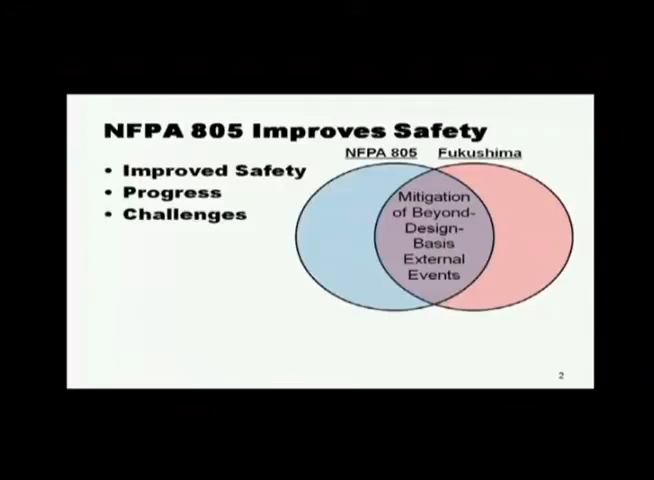 NFPA 805 Improves Safety
NFPA 805 Fukushima
• Improved Safety
• Progress
• Challenges
Mitigation
of Beyond-
Design-
Basis
External
Events
2